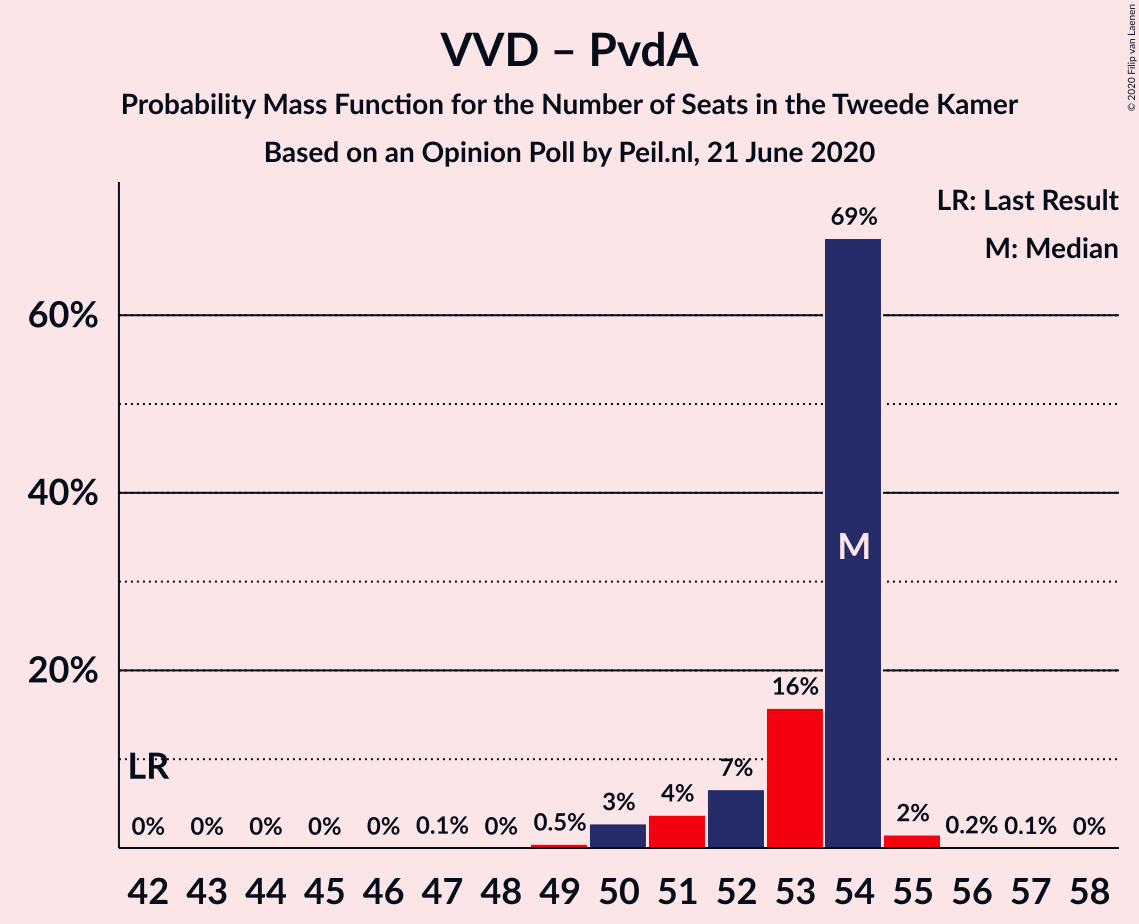 VVD – PvdA
Probability Mass Function for the Number of Seats in the Tweede Kamer
Based on an Opinion Poll by Peil.nl, 21 June 2020
© 2020 Filip van Laenen
LR: Last Result
M: Median
69%
60%
40%
M
20%
16%
LR
7%
4%
3%
2%
0% 0% 0% 0% 0% 0.1% 0% 0.5% 0.2% 0.1% 0%
42 43 44 45 46 47 48 49 50 51 52 53 54 55 56 57 58